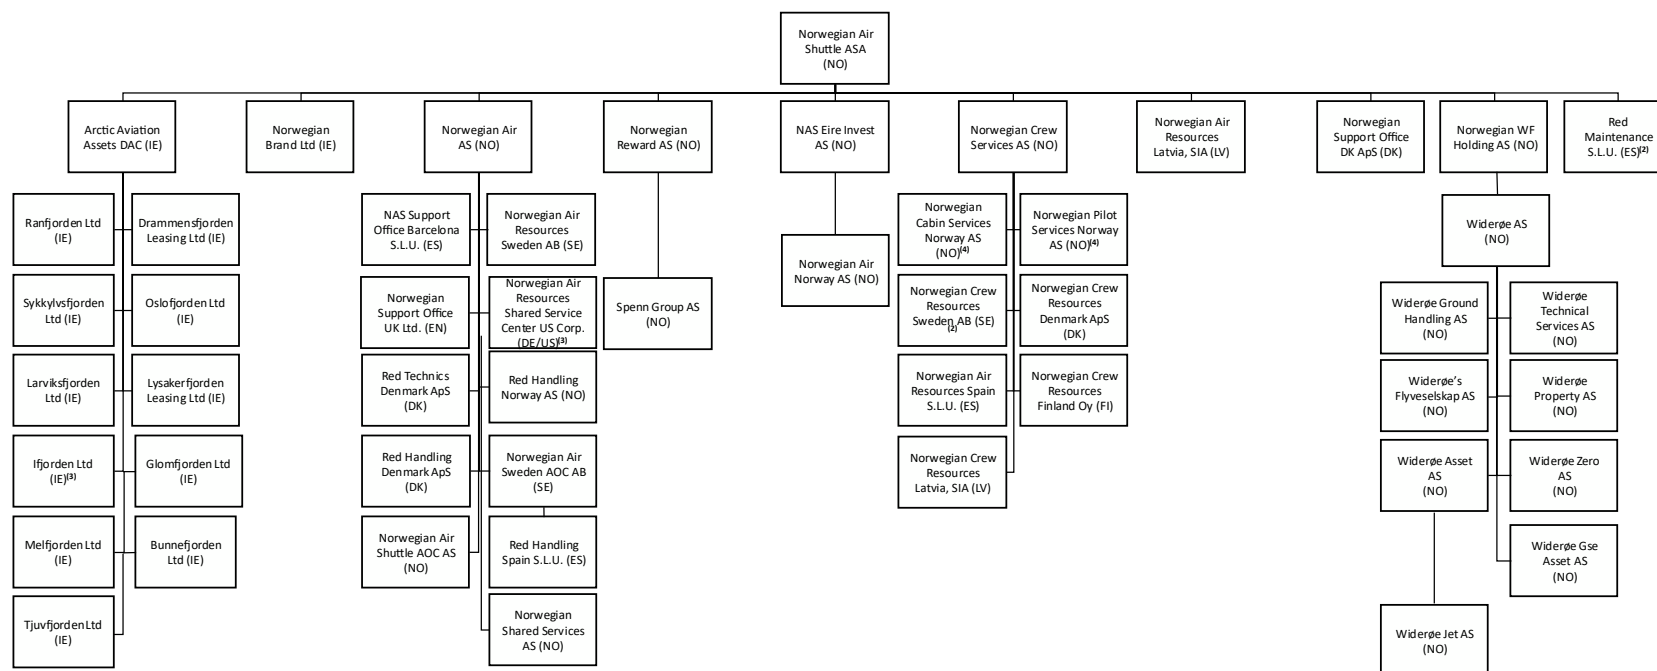 Norwegian Air
Shuttle ASA
(NO)
Arctic Aviation
Assets DAC (IE)
Norwegian
Brand Ltd (IE)
Norwegian Air
AS (NO)
Norwegian
Reward AS (NO)
NAS Eire Invest
AS (NO)
Norwegian Crew
Services AS (NO)
Norwegian Air
Resources
Latvia, SIA (LV)
Norwegian
Support Office
DK ApS (DK)
Norwegian WF
Holding AS (NO)
Red
Maintenance
S.L.U. (ES)(2)
Ranfjorden Ltd
(IE)
Drammensfjorden
Leasing Ltd (IE)
Sykkylvsfjorden
Ltd (IE)
Oslofjorden Ltd
(IE)
Larviksfjorden
Ltd (IE)
Lysakerfjorden
Leasing Ltd (IE)
Ifjorden Ltd
(IE)(3)
Glomfjorden Ltd
(IE)
Melfjorden Ltd
(IE)
Bunnefjorden
Ltd (IE)
Tjuvfjorden Ltd
(IE)
NAS Support
Office Barcelona
S.L.U. (ES)
Norwegian Air
Resources
Sweden AB (SE)
Norwegian
Support Office
UK Ltd. (EN)
Norwegian Air
Resources
Shared Service
Center US Corp.
(DE/US)(3)
Red Technics
Denmark ApS
(DK)
Red Handling
Norway AS (NO)
Red Handling
Denmark ApS
(DK)
Norwegian Air
Sweden AOC AB
(SE)
Norwegian Air
Shuttle AOC AS
(NO)
Red Handling
Spain S.L.U. (ES)
Norwegian
Shared Services
AS (NO)
Spenn Group AS
(NO)
Norwegian Air
Norway AS (NO)
Norwegian
Cabin Services
Norway AS
(NO)(4)
Norwegian Pilot
Services Norway
AS (NO)(4)
Norwegian Crew
Resources
Sweden AB (SE)
(2)
Norwegian Crew
Resources
Denmark ApS
(DK)
Norwegian Air
Resources Spain
S.L.U. (ES)
Norwegian Crew
Resources
Finland Oy (FI)
Norwegian Crew
Resources
Latvia, SIA (LV)
Widerøe AS
(NO)
Widerøe Ground
Handling AS
(NO)
Widerøe
Technical
Services AS
(NO)
Widerøe’s
Flyveselskap AS
(NO)
Widerøe
Property AS
(NO)
Widerøe Asset
AS
(NO)
Widerøe Zero
AS
(NO)
Widerøe Gse
Asset AS
(NO)
Widerøe Jet AS
(NO)